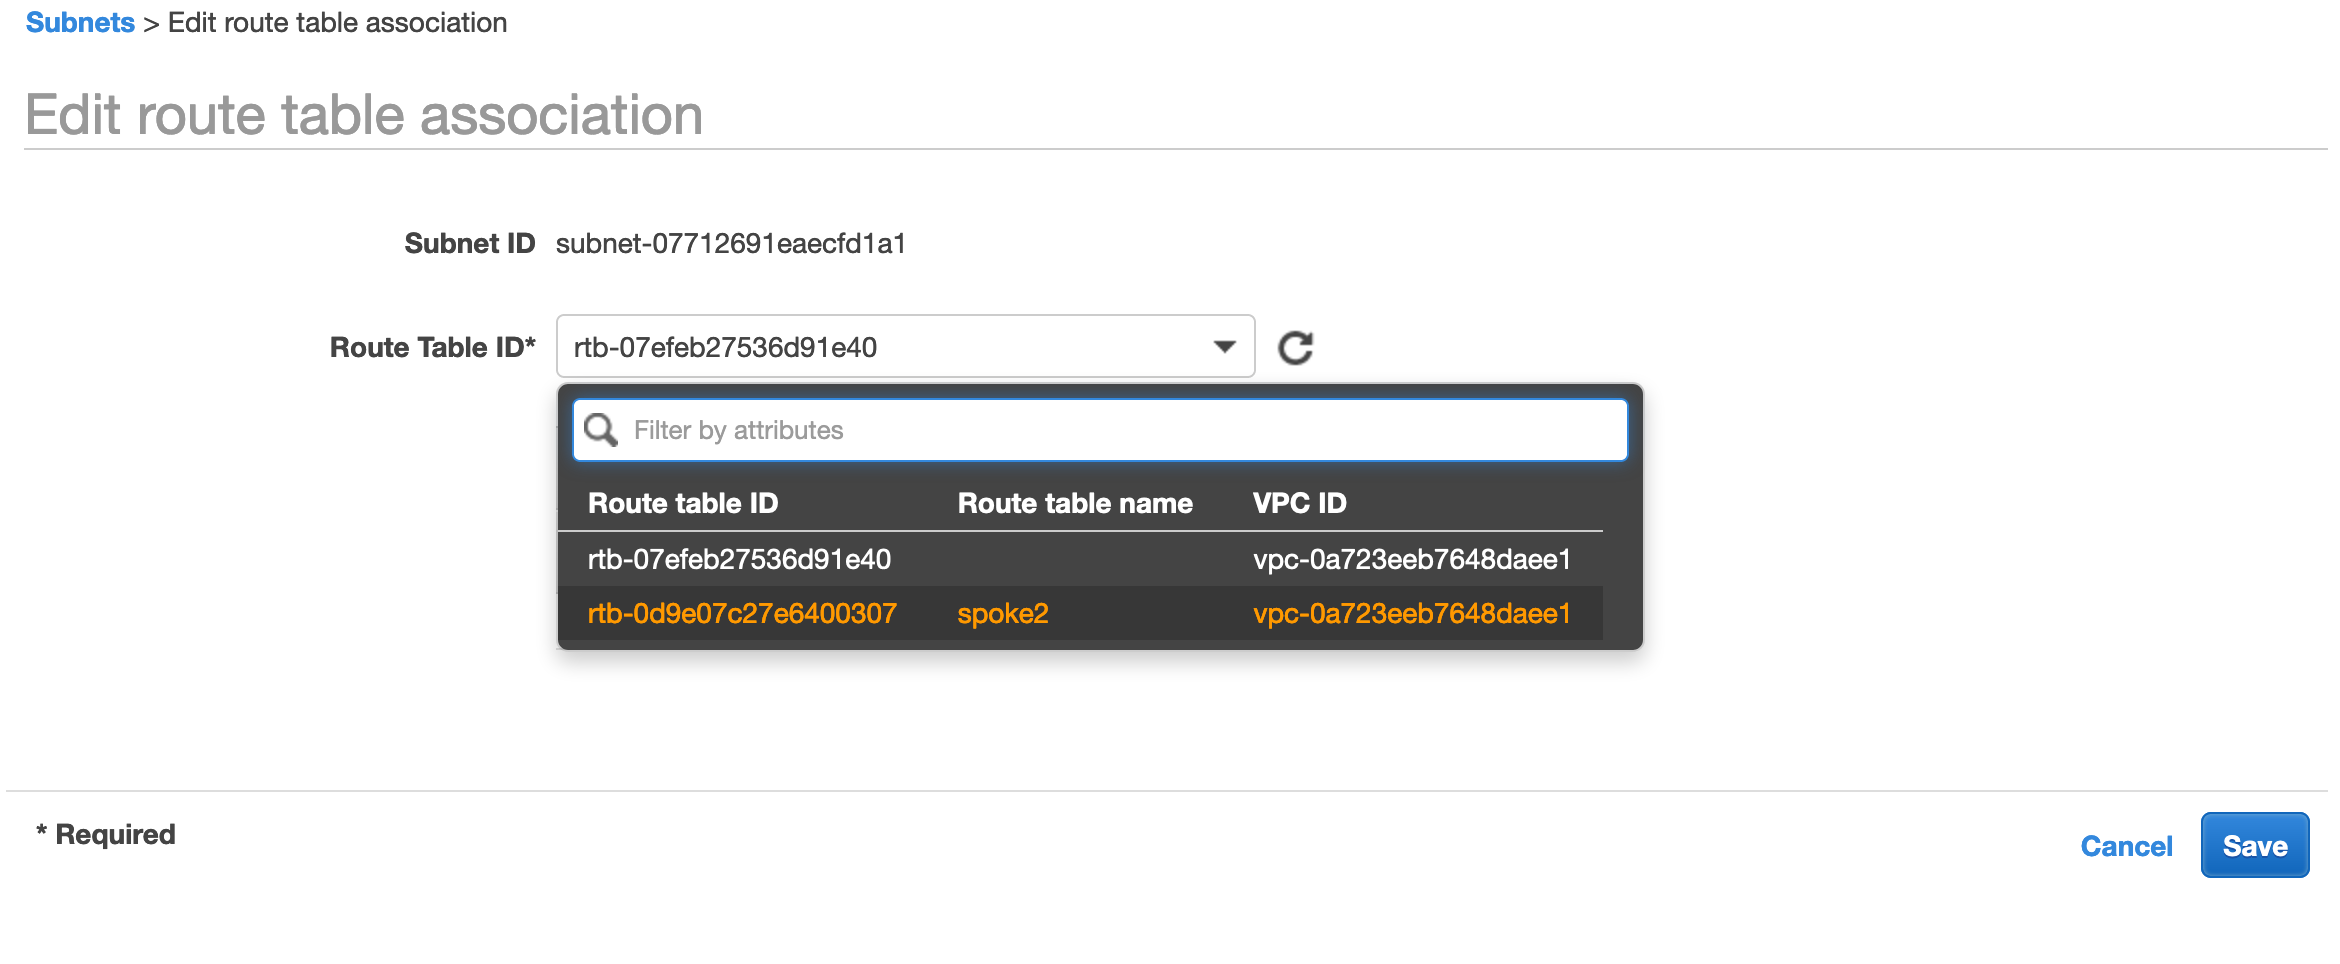 Subnets > Edit route table association
Edit route table association
Subnet ID subnet-07712691eaecfd1a1
Route Table ID* rtb-07efeb27536d91e40
Filter by attributes
Route table ID Route table name VPC ID
rtb-07efeb27536d91e40 vpc-0a723eeb7648daee1
rtb-0d9e07c27e6400307 spoke2 vpc-0a723eeb7648daee1
* Required
Cancel Save